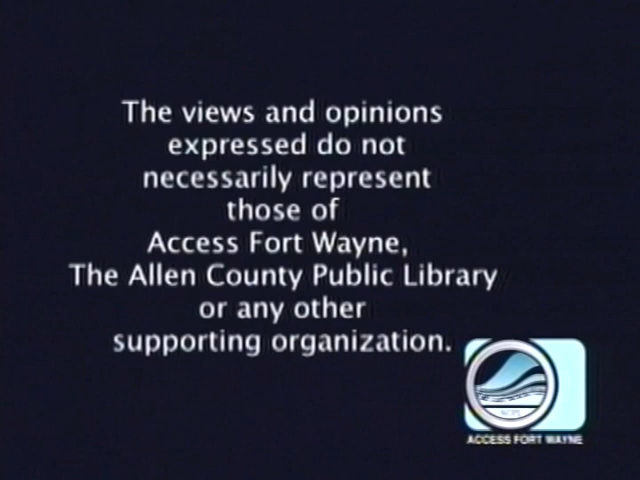 The views and opinions
expressed do not
necessarily represent
those of
Access Fort Wayne,
The Allen County Public Library
or any other
supporting organization.
ACCESS FORT WAYNE